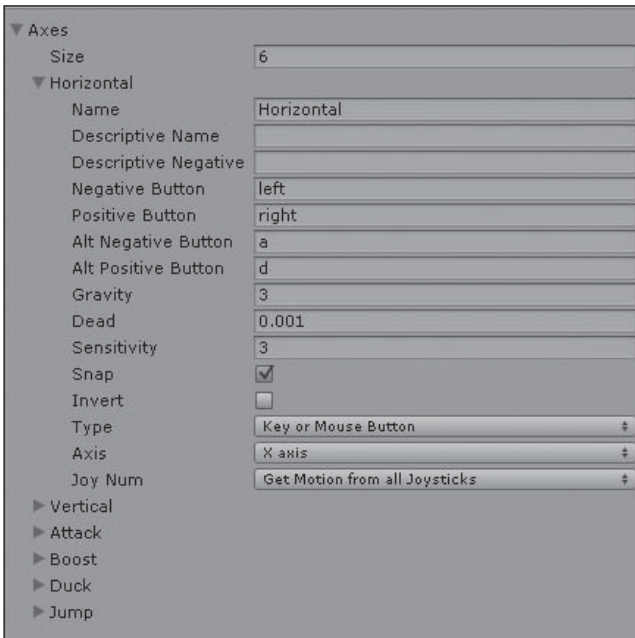 Axes
Size 6
Horizontal
Name Horizontal
Descriptive Name
Descriptive Negative
Negative Button left
Positive Button right
Alt Negative Button a
Alt Positive Button d
Gravity 3
Dead 0.001
Sensitivity 3
Snap
Invert
Type Key or Mouse Button
Axis X axis
Joy Num Get Motion from all Joysticks
Vertical
Attack
Boost
Duck
Jump